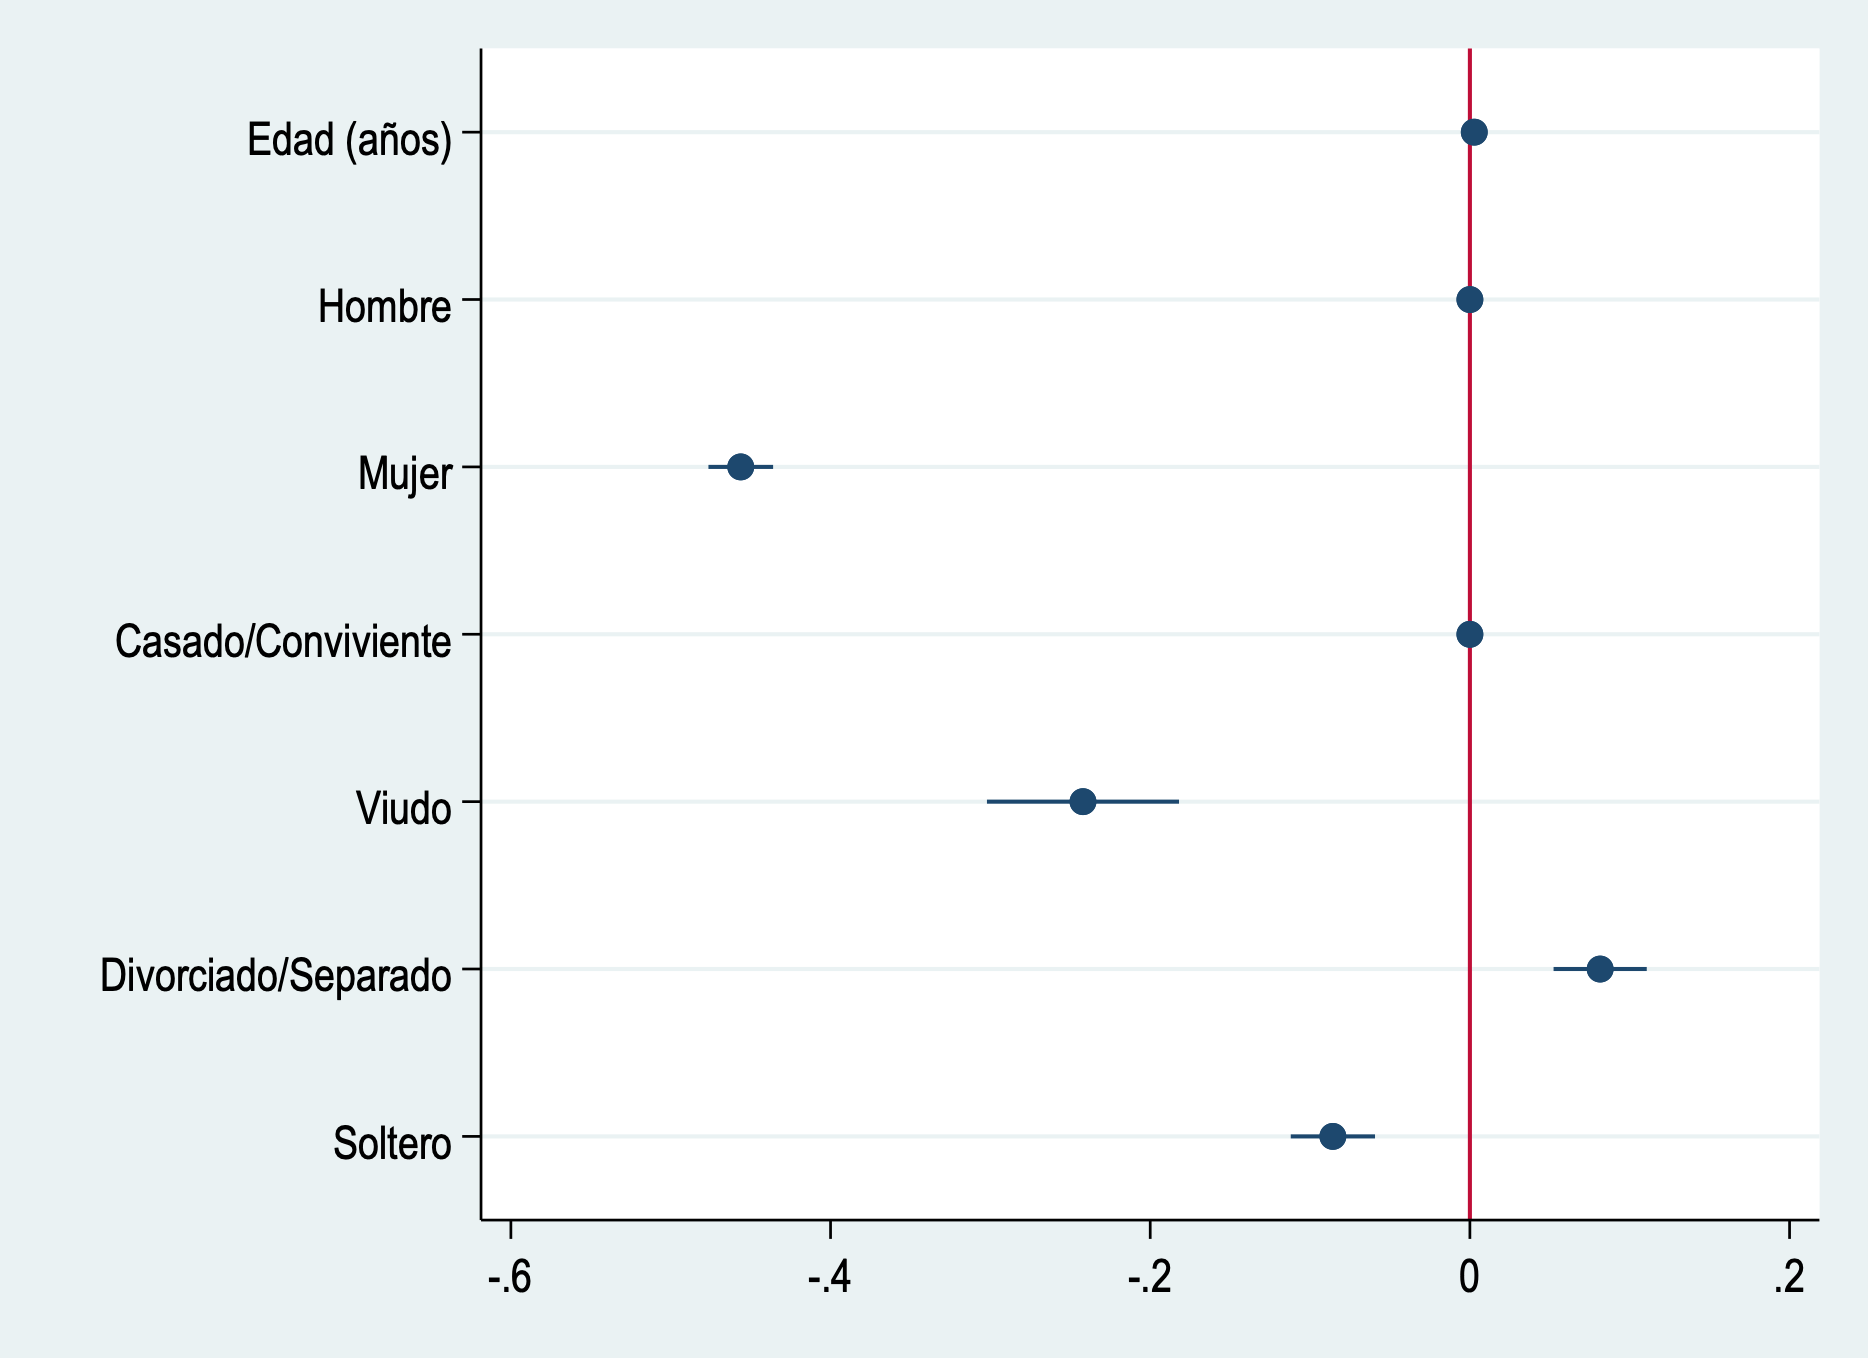 Edad (años)
Hombre
Mujer
Casado/Conviviente
Viudo
Divorciado/Separado
Soltero
-.6 -.4 -.2 0 .2